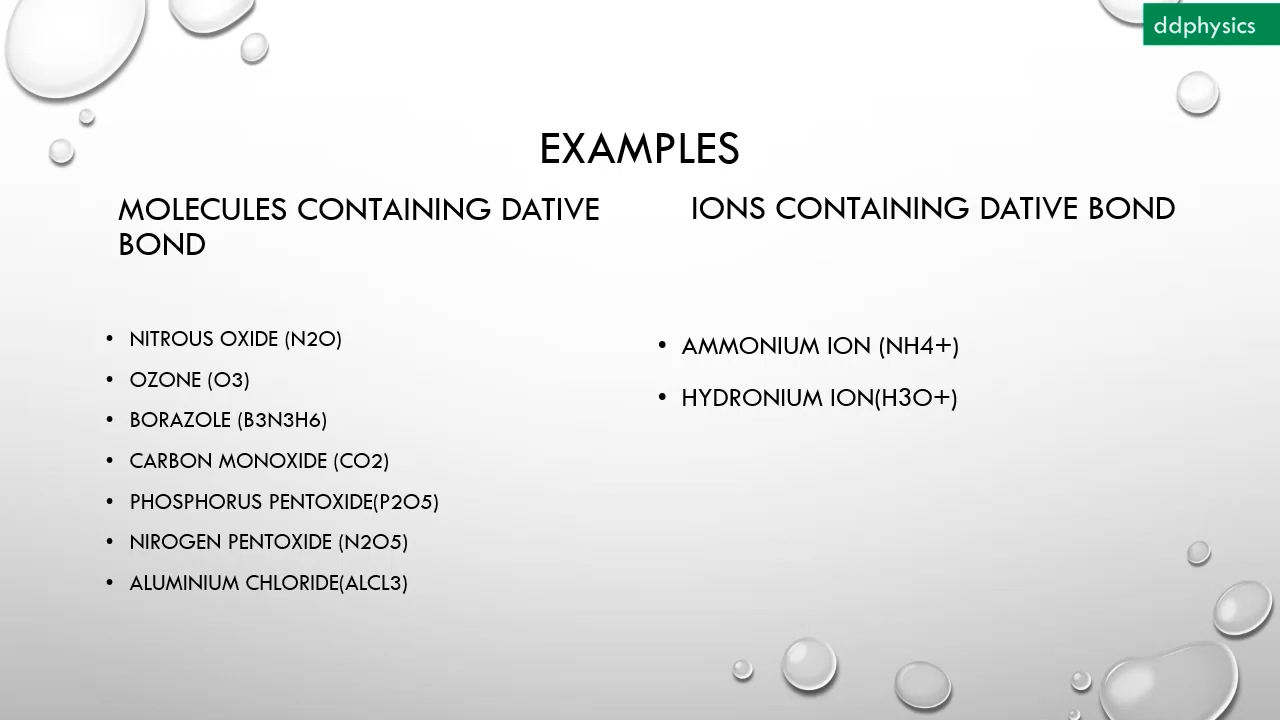 ddphysics
EXAMPLES
MOLECULES CONTAINING DATIVE
BOND
• NITROUS OXIDE (N2O)
• OZONE (O3)
• BORAZOLE (B3N3H6)
• CARBON MONOXIDE (CO2)
• PHOSPHORUS PENTOXIDE(P2O5)
• NIROGEN PENTOXIDE (N2O5)
• ALUMINIUM CHLORIDE(ALCL3)
IONS CONTAINING DATIVE BOND
• AMMONIUM ION (NH4+)
• HYDRONIUM ION(H3O+)